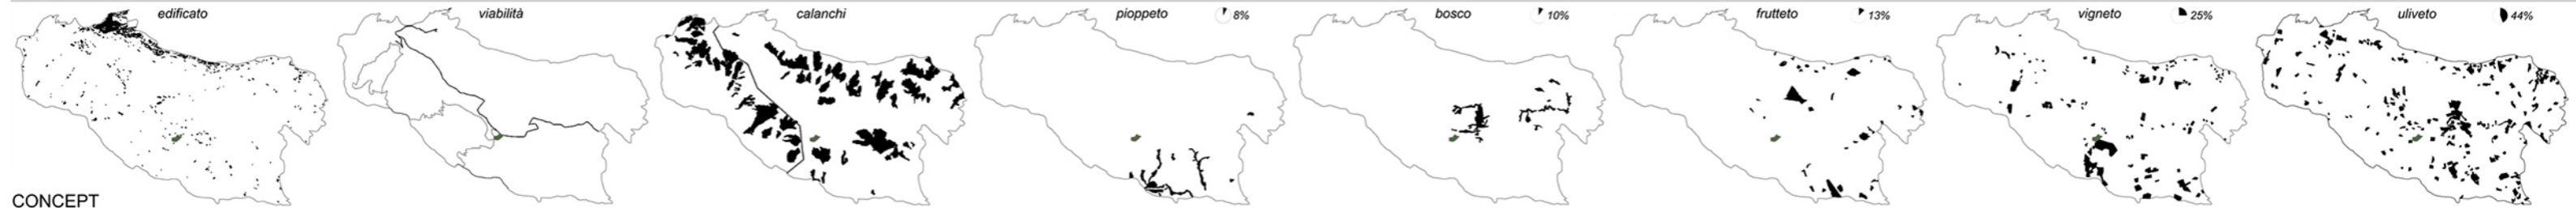 edificato
viabilità
calanchi
pioppeto 8%
bosco 10%
frutteto 13%
vigneto 25%
uliveto 44%
CONCEPT